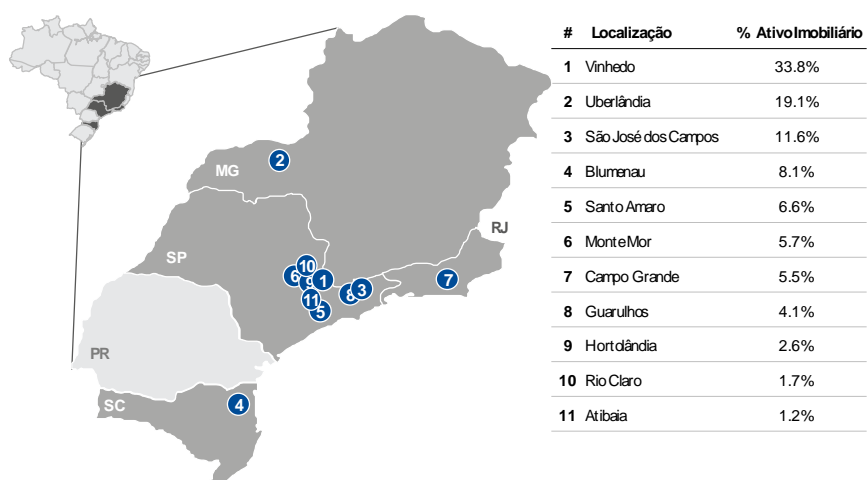 # Localização % Ativo Imobiliário
1 Vinhedo 33.8%
2 Uberlândia 19.1%
3 São José dos Campos 11.6%
4 Blumenau 8.1%
5 Santo Amaro 6.6%
6 Monte Mor 5.7%
7 Campo Grande 5.5%
8 Guarulhos 4.1%
9 Hortolândia 2.6%
10 Rio Claro 1.7%
11 Atibaia 1.2%
MG
2
RJ
SP
10
6
9
1
7
8
3
11
5
PR
SC
4